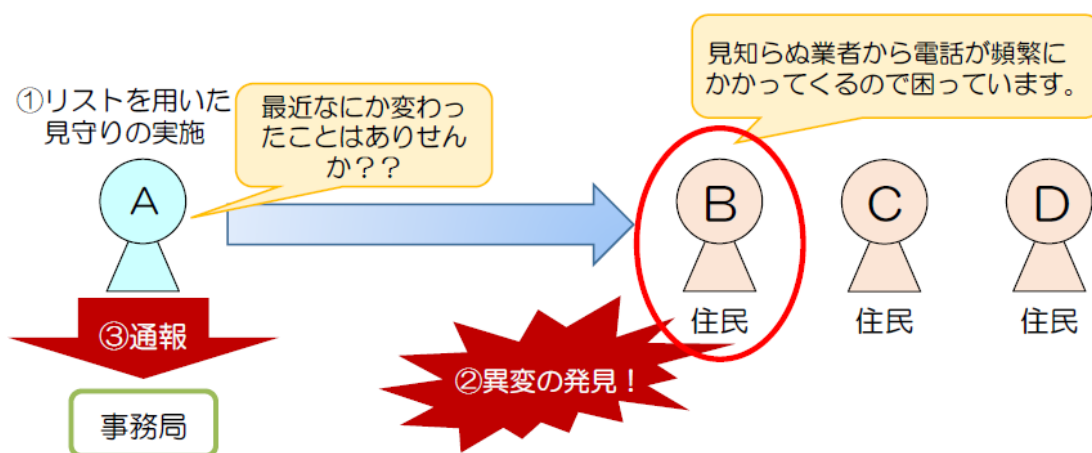 見知らぬ業者から電話が頻繁に
かかってくるので困っています。
①リストを用いた
見守りの実施
最近なにか変わっ
たことはありせん
か？？
A
B
C
D
住民
住民
住民
③通報
②異変の発見！
事務局